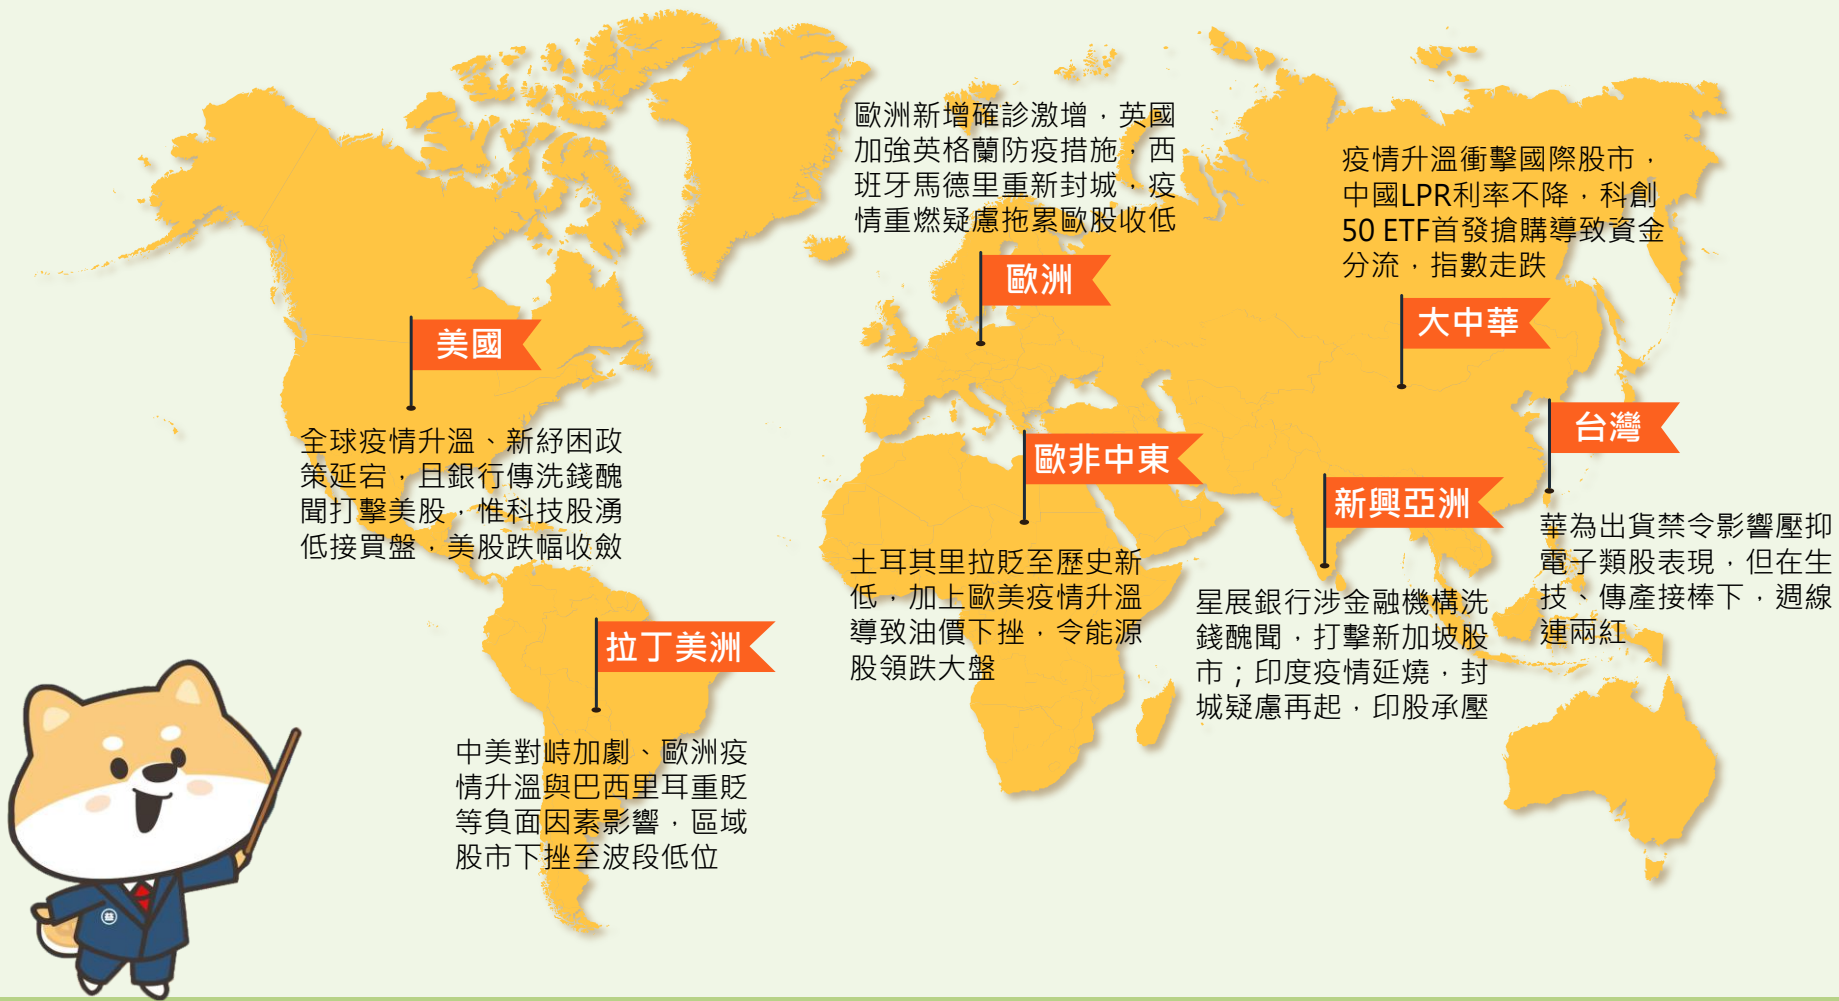 歐洲新增確診激增，英國
加強英格蘭防疫措施，西
班牙馬德里重新封城，疫
情重燃疑慮拖累歐股收低
歐洲
疫情升溫衝擊國際股市，
中國LPR利率不降，科創
50 ETF首發搶購導致資金
分流，指數走跌
大中華
美國
全球疫情升溫、新紓困政
策延宕，且銀行傳洗錢醜
聞打擊美股，惟科技股湧
低接買盤，美股跌幅收斂
歐非中東
土耳其里拉貶至歷史新
低，加上歐美疫情升溫
導致油價下挫，令能源
股領跌大盤
新興亞洲
星展銀行涉金融機構洗
錢醜聞，打擊新加坡股
市；印度疫情延燒，封
城疑慮再起，印股承壓
台灣
華為出貨禁令影響壓抑
電子類股表現，但在生
技、傳產接棒下，週線
連兩紅
拉丁美洲
中美對峙加劇、歐洲疫
情升溫與巴西里耳重貶
等負面因素影響，區域
股市下挫至波段低位